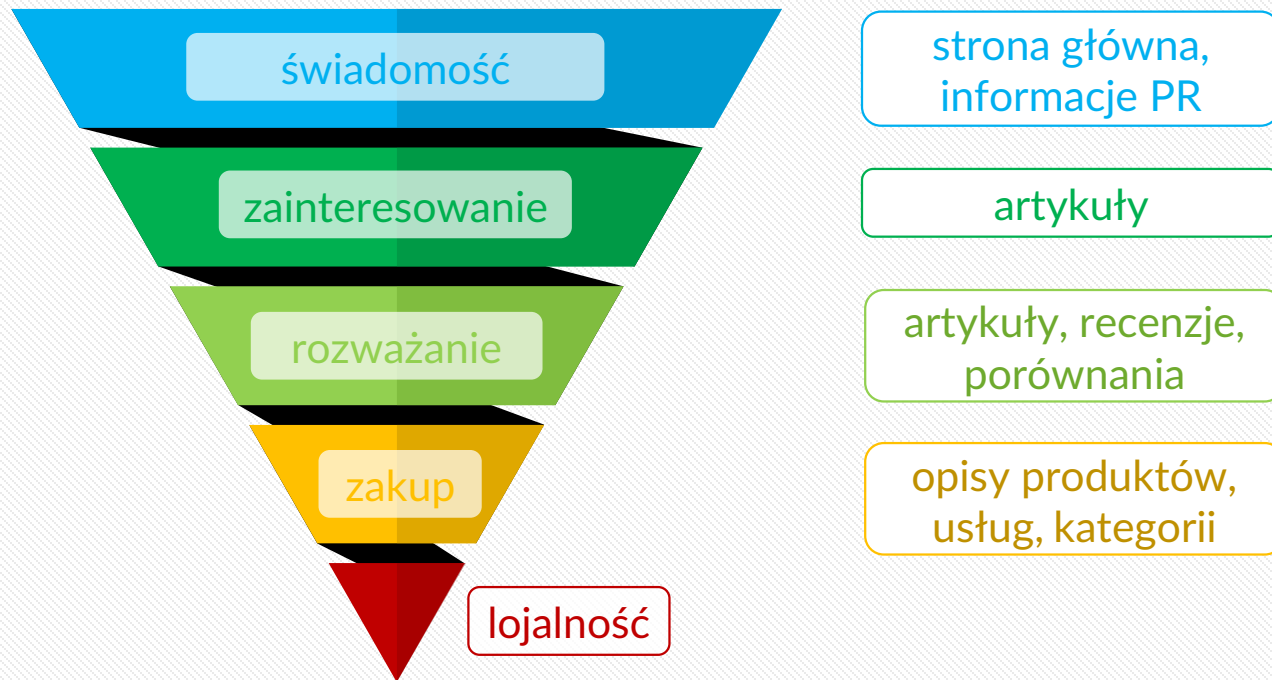 świadomość
strona główna,
informacje PR
zainteresowanie
artykuły
rozważanie
artykuły, recenzje,
porównania
zakup
opisy produktów,
usług, kategorii
lojalność